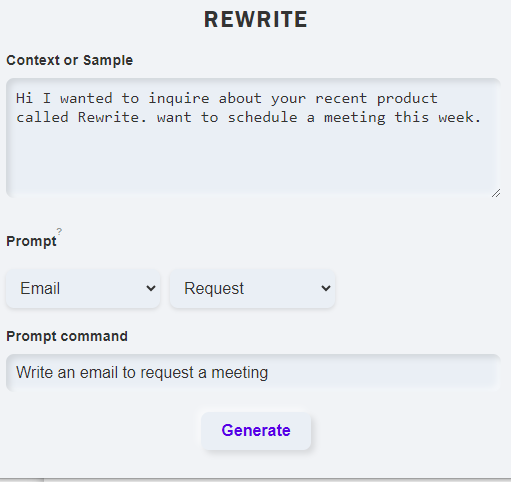 REWRITE
Context or Sample
Hi I wanted to inquire about your recent product
called Rewrite. want to schedule a meeting this week.
Prompt?
Email Request
Prompt command
Write an email to request a meeting
Generate